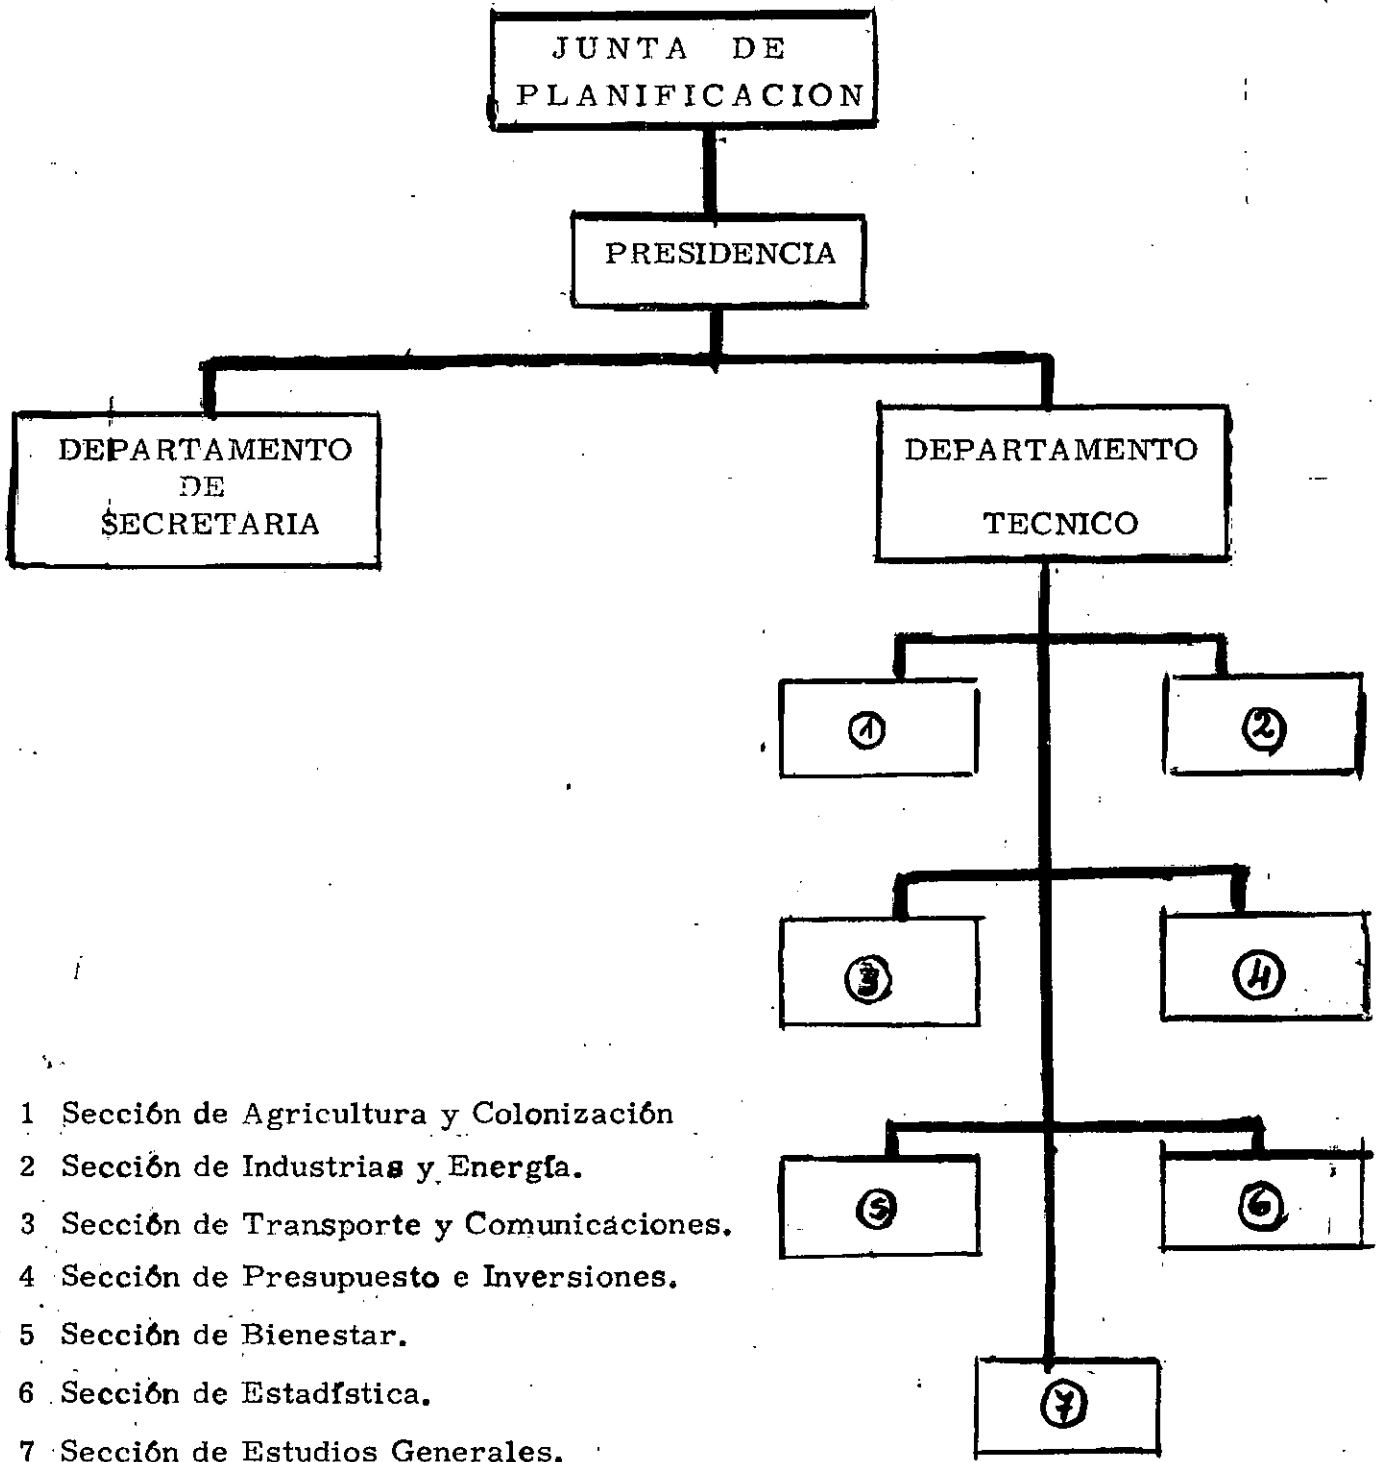 JUNTA DE
PLANIFICACION
PRESIDENCIA
DEPARTAMENTO
DE
SECRETARIA
DEPARTAMENTO
TECNICO
1
2
3
4
5
6
7
1 Sección de Agricultura y Colonización
2 Sección de Industrias y Energía.
3 Sección de Transporte y Comunicaciones.
4 Sección de Presupuesto e Inversiones.
5 Sección de Bienestar.
6 Sección de Estadística.
7 Sección de Estudios Generales.